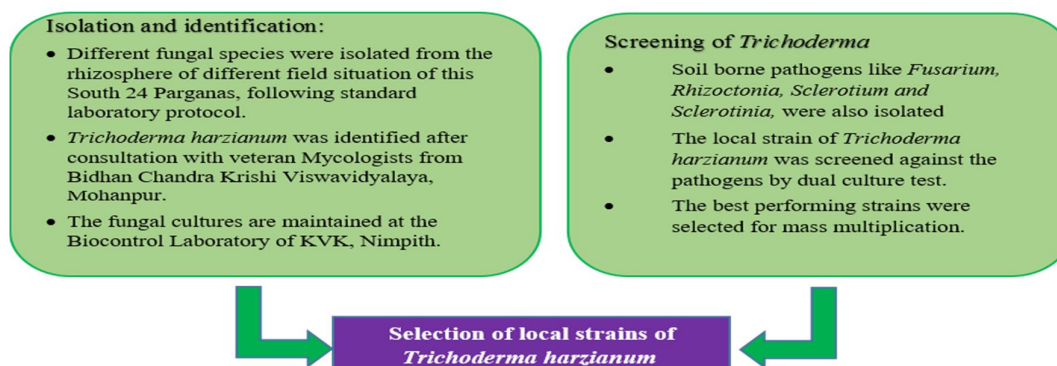 Isolation and identification:
• Different fungal species were isolated from the
rhizosphere of different field situation of this
South 24 Parganas, following standard
laboratory protocol.
• Trichoderma harzianum was identified after
consultation with veteran Mycologists from
Bidhan Chandra Krishi Viswavidyalaya,
Mohanpur.
• The fungal cultures are maintained at the
Biocontrol Laboratory of KVK, Nimpith.
Screening of Trichoderma
• Soil borne pathogens like Fusarium,
Rhizoctonia, Sclerotium and
Sclerotinia, were also isolated
• The local strain of Trichoderma
harzianum was screened against the
pathogens by dual culture test.
• The best performing strains were
selected for mass multiplication.
Selection of local strains of
Trichoderma harzianum